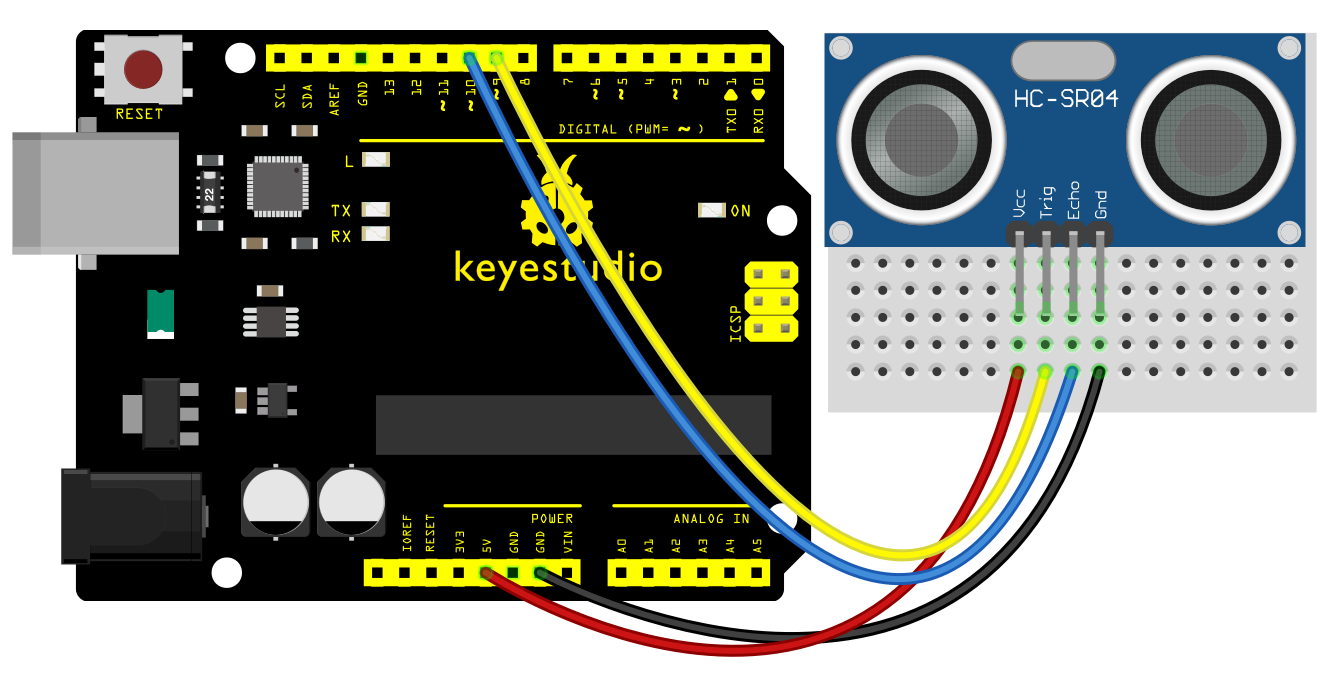 RESET
SCL
SDA
AREF
GND
13
12
~11
~10
~9
8
7
~6
~5
4
~3
2
TX0 ▶ 1
RX0 ◀ 0
DIGITAL (PWM= ~ )
L
TX
RX
ON
22
keyestudio
ICSP
POWER
ANALOG IN
IOREF
RESET
3V3
5V
GND
GND
VIN
A0
A1
A2
A3
A4
A5
HC-SR04
Vcc
Trig
Echo
Gnd